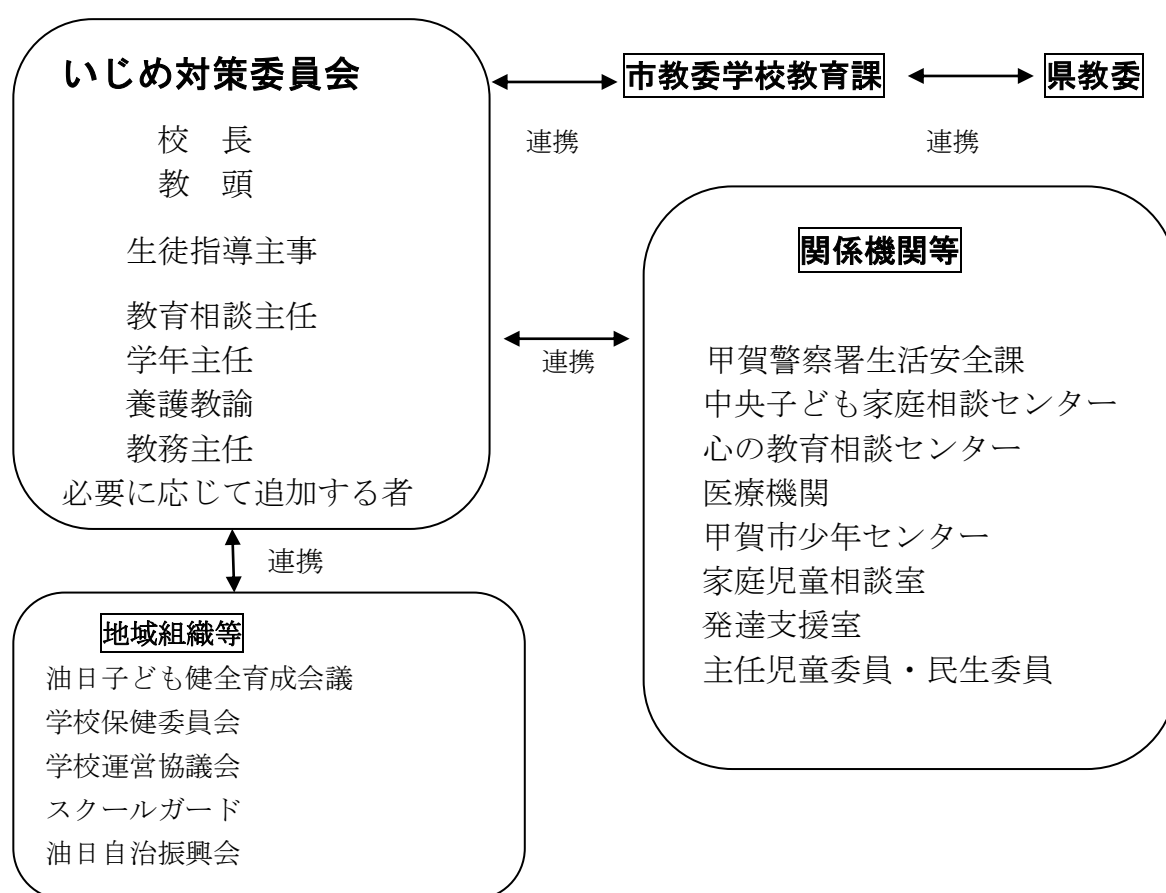 いじめ対策委員会
校　長
教　頭
生徒指導主事
教育相談主任
学年主任
養護教諭
教務主任
必要に応じて追加する者
連携
市教委学校教育課
連携
県教委
連携
関係機関等
甲賀警察署生活安全課
中央子ども家庭相談センター
心の教育相談センター
医療機関
甲賀市少年センター
家庭児童相談室
発達支援室
主任児童委員・民生委員
連携
地域組織等
油日子ども健全育成会議
学校保健委員会
学校運営協議会
スクールガード
油日自治振興会